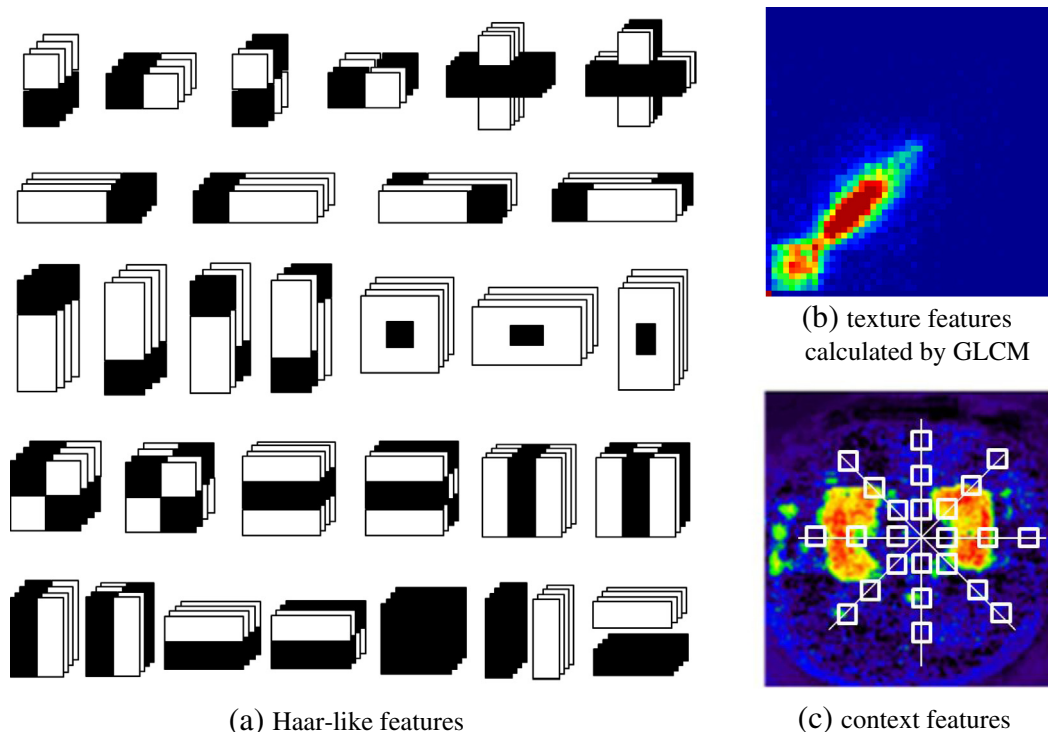 (a) Haar-like features
(b) texture features
calculated by GLCM
(c) context features